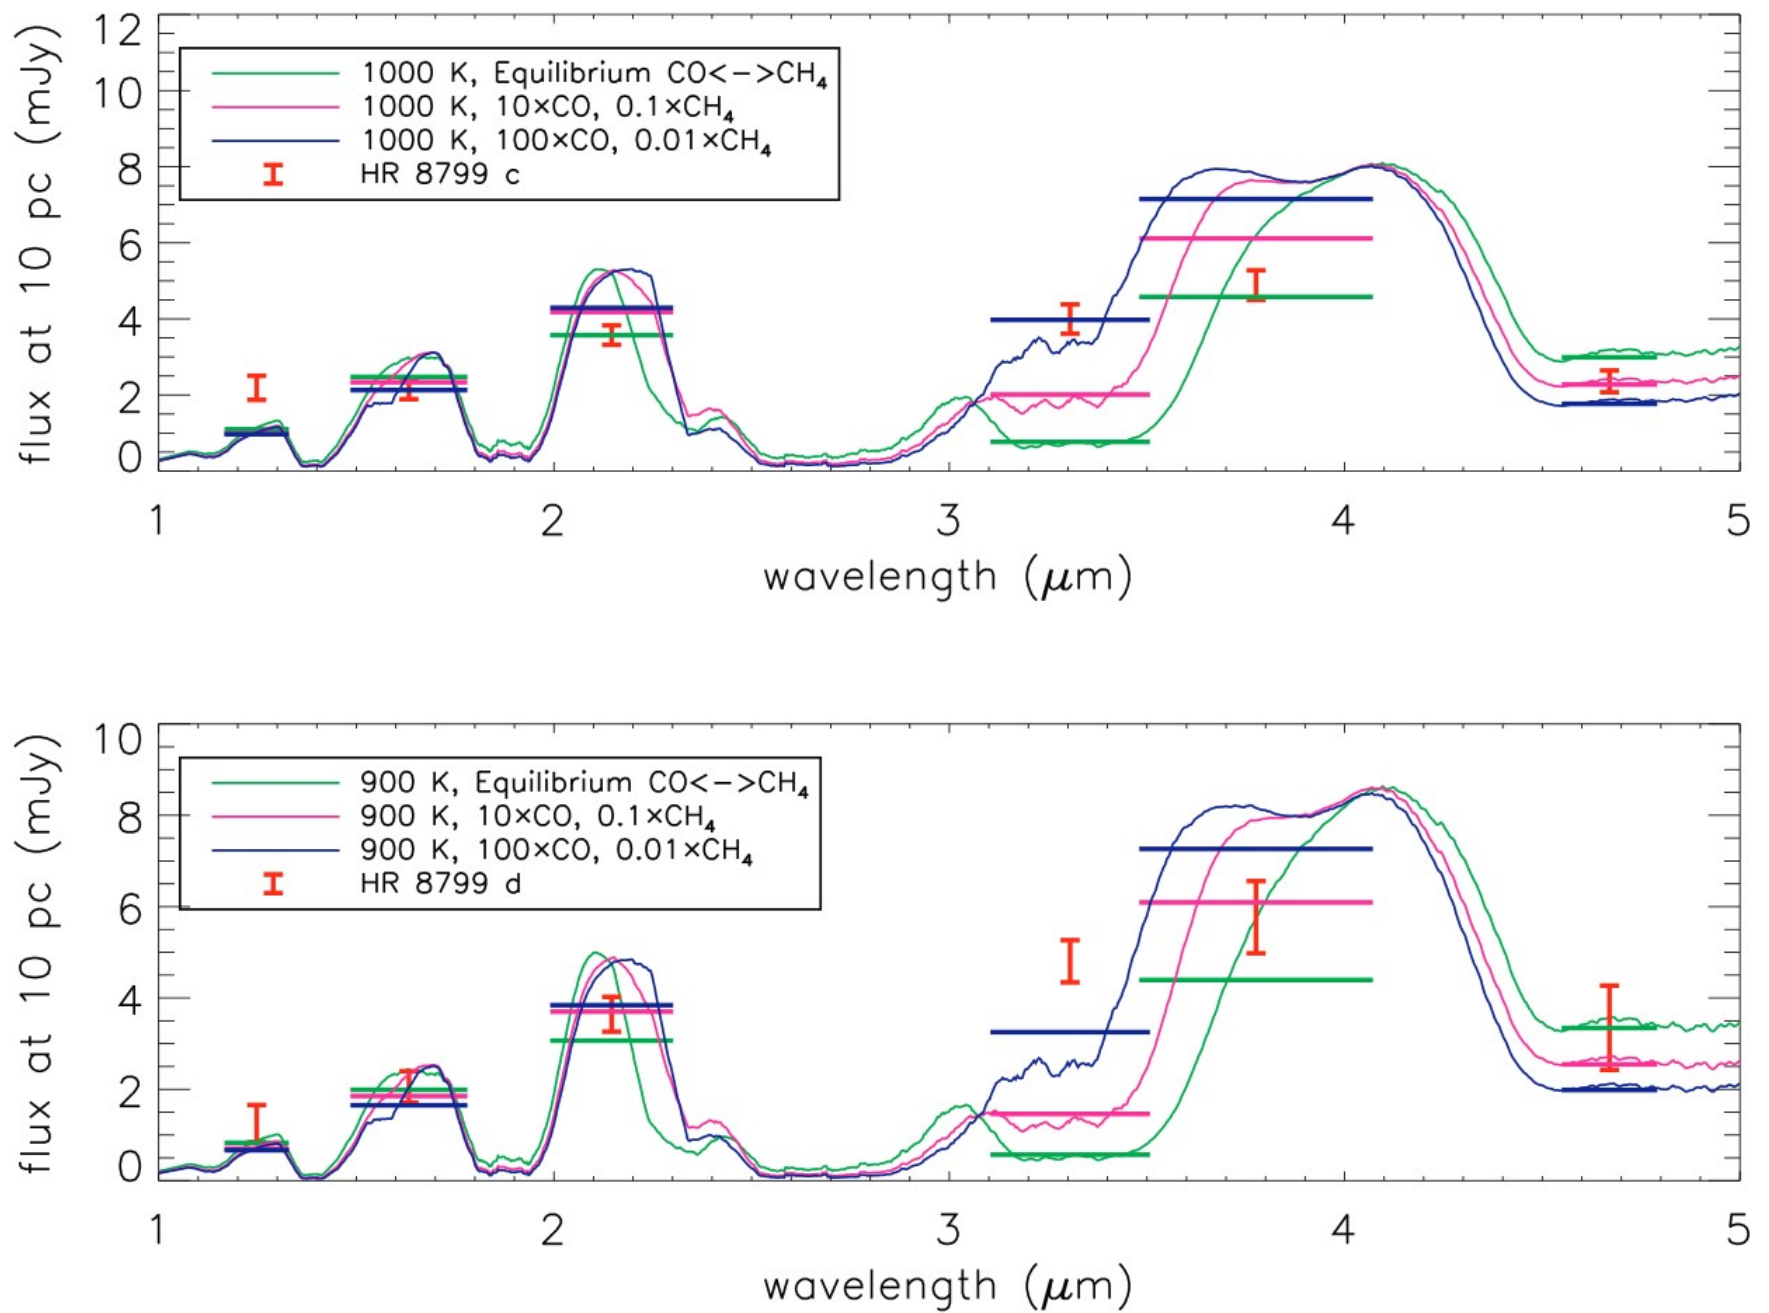 12
10
8
6
4
2
0
flux at 10 pc (mJy)
1000 K, Equilibrium CO<->CH₄
1000 K, 10×CO, 0.1×CH₄
1000 K, 100×CO, 0.01×CH₄
HR 8799 c
1 2 3 4 5
wavelength (μm)
10
8
6
4
2
0
flux at 10 pc (mJy)
900 K, Equilibrium CO<->CH₄
900 K, 10×CO, 0.1×CH₄
900 K, 100×CO, 0.01×CH₄
HR 8799 d
1 2 3 4 5
wavelength (μm)